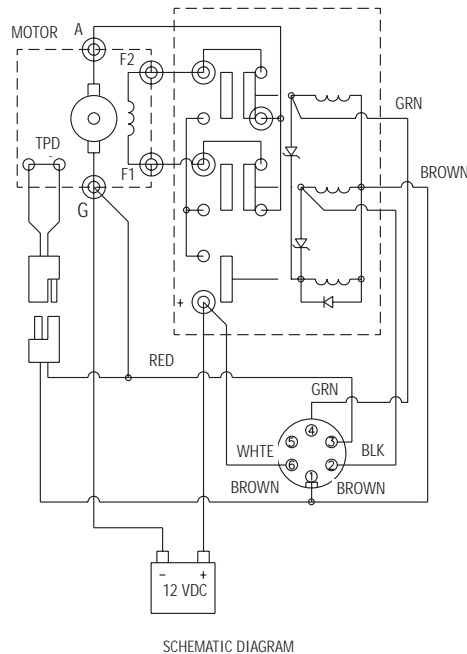 MOTOR
A
F2
GRN
TPD
BROWN
F1
G
+
RED
GRN
4
5
3
WHTE
BLK
6
2
1
BROWN
BROWN
- +
12 VDC
SCHEMATIC DIAGRAM